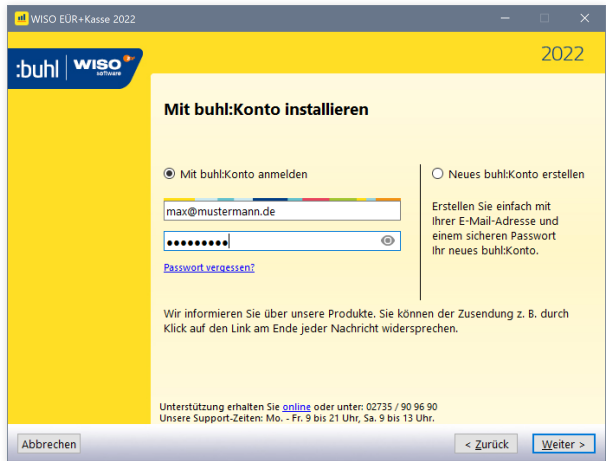 WISO EÜR+Kasse 2022
2022
:buhl WISO software
Mit buhl:Konto installieren
Mit buhl:Konto anmelden
max@mustermann.de
Passwort vergessen?
Neues buhl:Konto erstellen
Erstellen Sie einfach mit
Ihrer E-Mail-Adresse und
einem sicheren Passwort
Ihr neues buhl:Konto.
Wir informieren Sie über unsere Produkte. Sie können der Zusendung z. B. durch
Klick auf den Link am Ende jeder Nachricht widersprechen.
Unterstützung erhalten Sie online oder unter: 02735 / 90 96 90
Unsere Support-Zeiten: Mo. - Fr. 9 bis 21 Uhr, Sa. 9 bis 13 Uhr.
Abbrechen
< Zurück
Weiter >